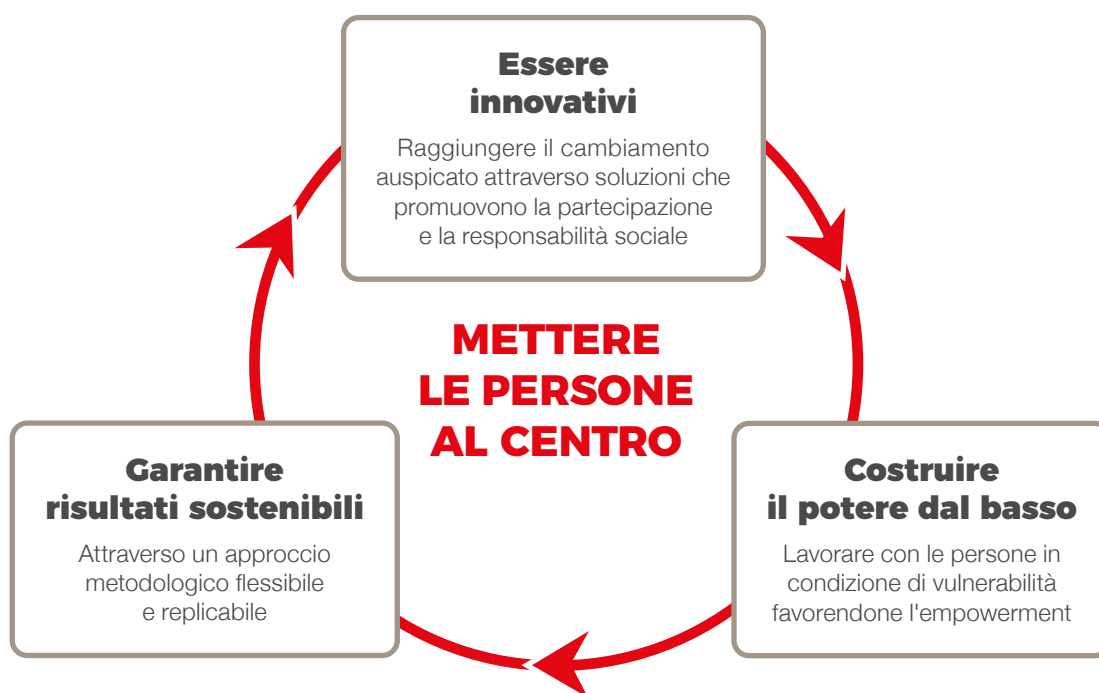 Essere
innovativi
Raggiungere il cambiamento
auspicato attraverso soluzioni che
promuovono la partecipazione
e la responsabilità sociale
METTERE
LE PERSONE
AL CENTRO
Garantire
risultati sostenibili
Attraverso un approccio
metodologico flessibile
e replicabile
Costruire
il potere dal basso
Lavorare con le persone in
condizione di vulnerabilità
favorendone l'empowerment